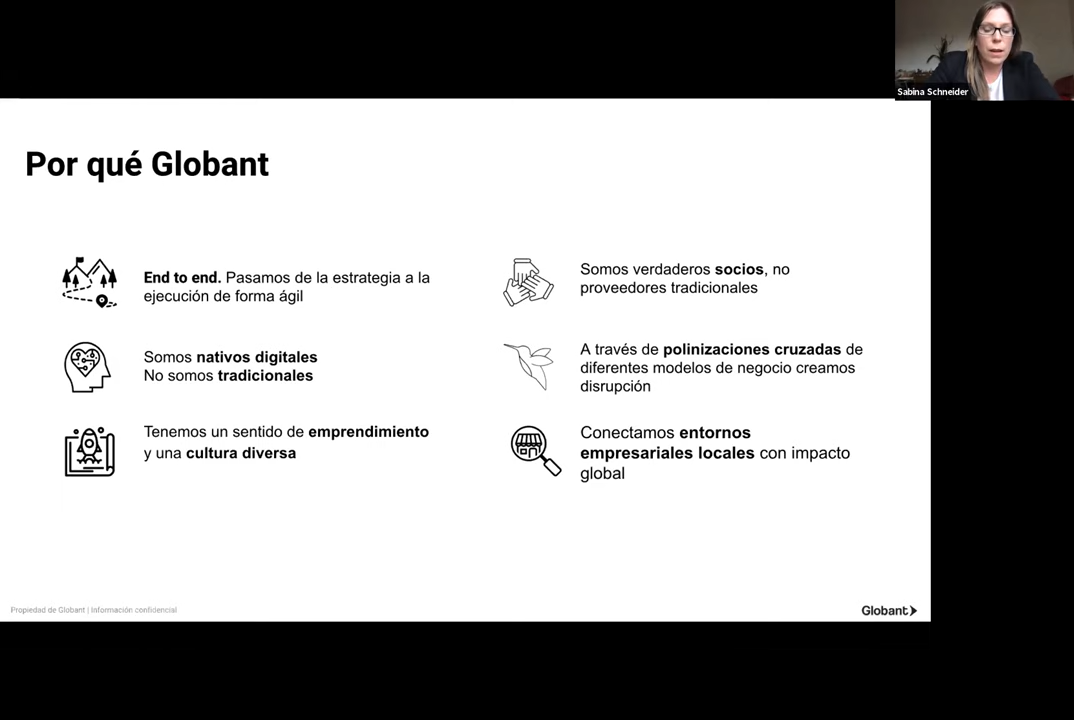 Sabina Schneider
Por qué Globant
End to end. Pasamos de la estrategia a la
ejecución de forma ágil
Somos nativos digitales
No somos tradicionales
Tenemos un sentido de emprendimiento
y una cultura diversa
Somos verdaderos socios, no
proveedores tradicionales
A través de polinizaciones cruzadas de
diferentes modelos de negocio creamos
disrupción
Conectamos entornos
empresariales locales con impacto
global
Propiedad de Globant | Información confidencial
Globant